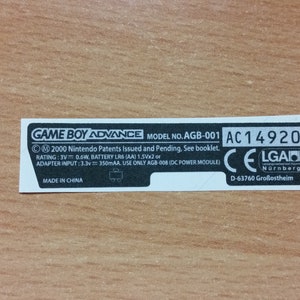 GAME BOY ADVANCE MODEL NO. AGB-001 AC14920
© Ⓜ 2000 Nintendo Patents Issued and Pending. See booklet.
RATING : 3V⎓ 0.6W, BATTERY LR6 (AA) 1.5Vx2 or
ADAPTER INPUT : 3.3v⎓ 350mAA. USE ONLY AGB-008 (DC POWER MODULE)
MADE IN CHINA
CE LGA
Nürnberg
D-63760 Großostheim